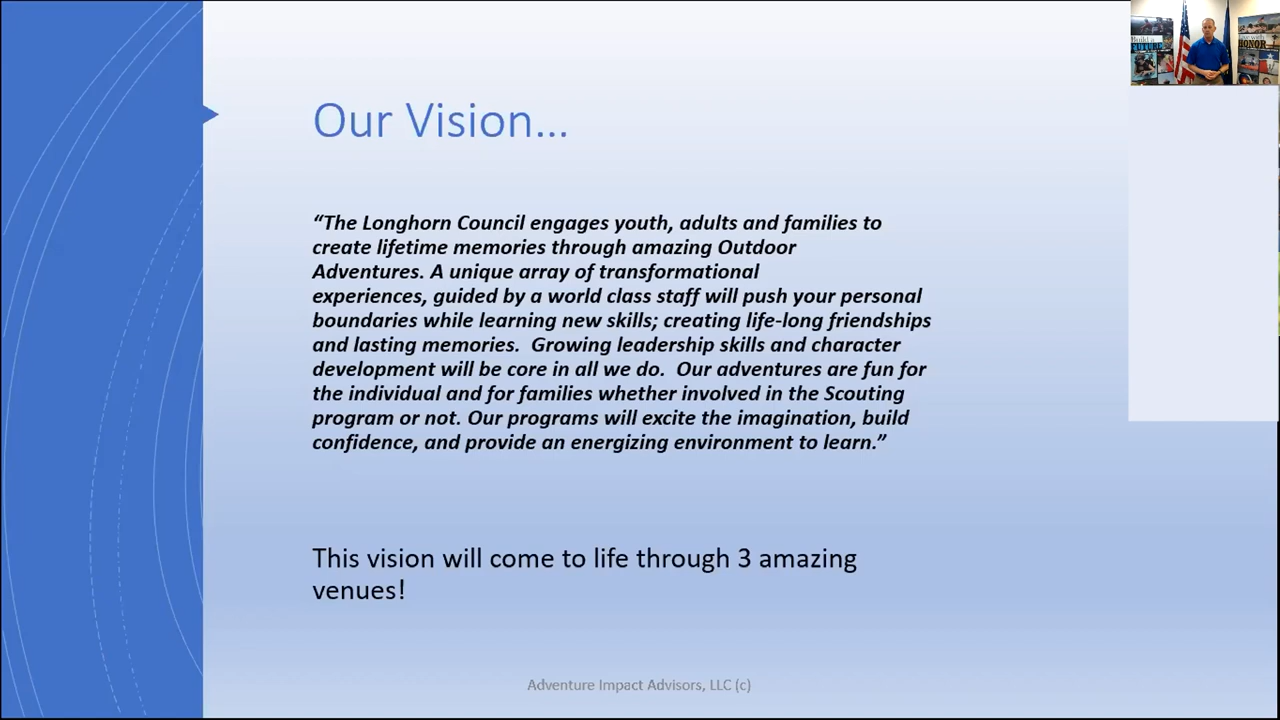 Build a
FUTURE
Live with
HONOR
Our Vision...
“The Longhorn Council engages youth, adults and families to
create lifetime memories through amazing Outdoor
Adventures. A unique array of transformational
experiences, guided by a world class staff will push your personal
boundaries while learning new skills; creating life-long friendships
and lasting memories.  Growing leadership skills and character
development will be core in all we do.  Our adventures are fun for
the individual and for families whether involved in the Scouting
program or not. Our programs will excite the imagination, build
confidence, and provide an energizing environment to learn.”
This vision will come to life through 3 amazing
venues!
Adventure Impact Advisors, LLC (c)